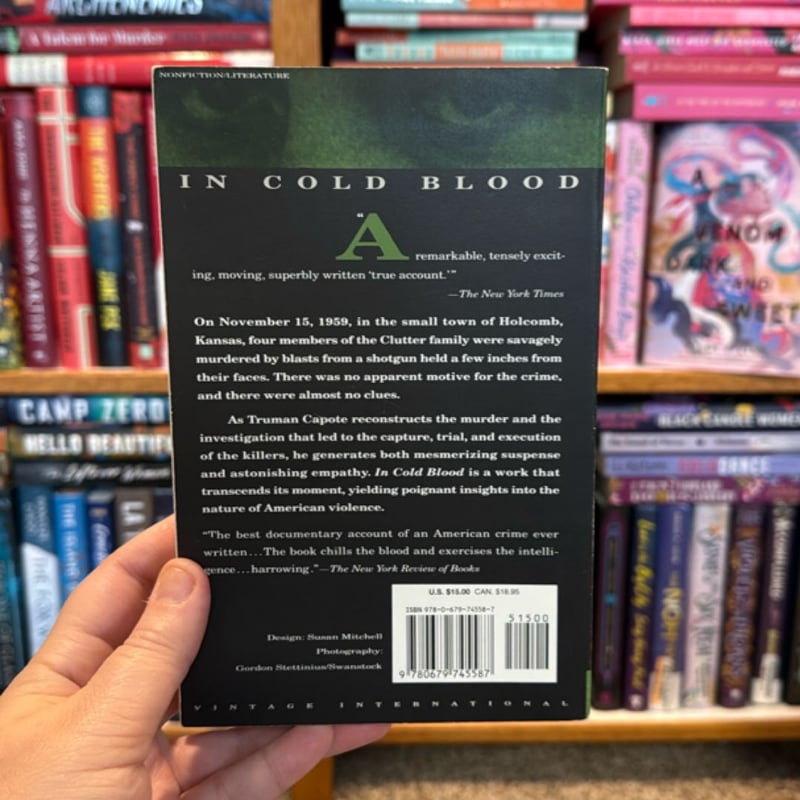 ARCHENEMIES
A Talent for Murder
NONFICTION/LITERATURE
IN COLD BLOOD
"A remarkable, tensely excit-
ing, moving, superbly written 'true account.'"
—The New York Times
On November 15, 1959, in the small town of Holcomb,
Kansas, four members of the Clutter family were savagely
murdered by blasts from a shotgun held a few inches from
their faces. There was no apparent motive for the crime,
and there were almost no clues.
As Truman Capote reconstructs the murder and the
investigation that led to the capture, trial, and execution
of the killers, he generates both mesmerizing suspense
and astonishing empathy. In Cold Blood is a work that
transcends its moment, yielding poignant insights into the
nature of American violence.
"The best documentary account of an American crime ever
written...The book chills the blood and exercises the intelli-
gence...harrowing."—The New York Review of Books
Design: Susan Mitchell
Photography:
Gordon Stettinius/Swanstock
U.S. $15.00 CAN. $18.95
ISBN 978-0-679-74558-7
51500
9 780679 745587
VINTAGE INTERNATIONAL
VENOM
DARK
AND
SWEET
CAMP ZERO
HELLO BEAUTIFUL